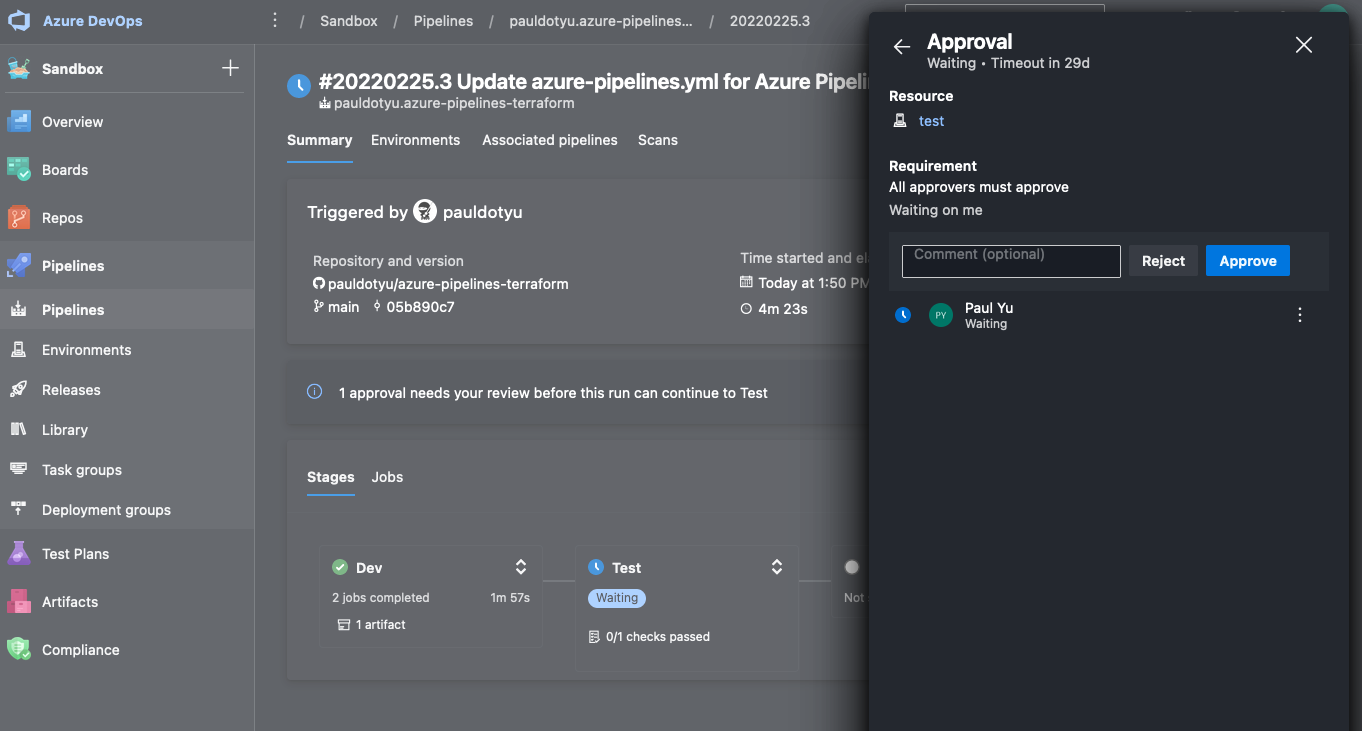 Azure DevOps
/ Sandbox / Pipelines / pauldotyu.azure-pipelines... / 20220225.3
Sandbox
Overview
Boards
Repos
Pipelines
Pipelines
Environments
Releases
Library
Task groups
Deployment groups
Test Plans
Artifacts
Compliance
#20220225.3 Update azure-pipelines.yml for Azure Pipeli
pauldotyu.azure-pipelines-terraform
Summary Environments Associated pipelines Scans
Triggered by pauldotyu
Repository and version
pauldotyu/azure-pipelines-terraform
main 05b890c7
Time started and el
Today at 1:50 PM
4m 23s
1 approval needs your review before this run can continue to Test
Stages Jobs
Dev
2 jobs completed 1m 57s
1 artifact
Test
Waiting
0/1 checks passed
Not
Approval
Waiting • Timeout in 29d
Resource
test
Requirement
All approvers must approve
Waiting on me
Comment (optional) Reject Approve
PY Paul Yu
Waiting